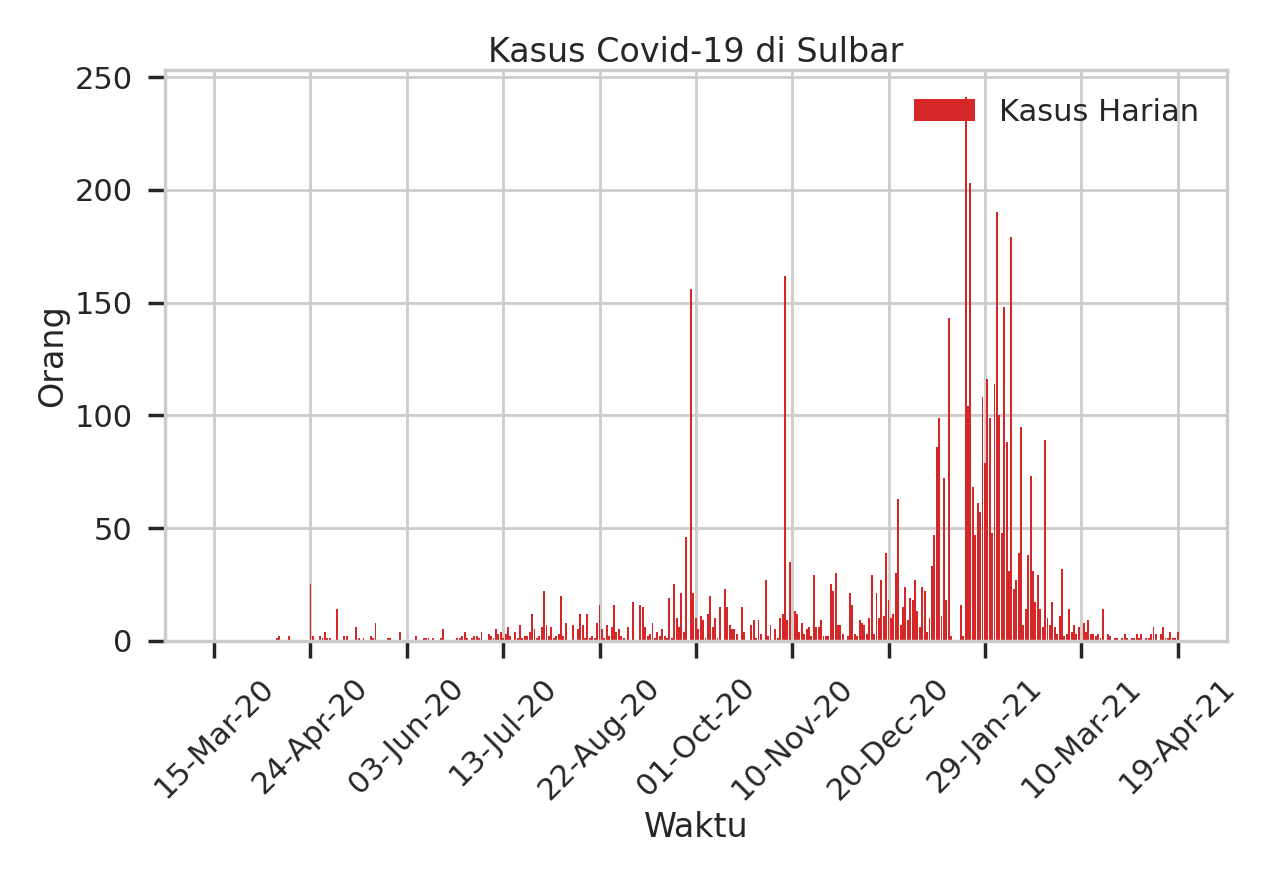 Kasus Covid-19 di Sulbar
Kasus Harian
Orang
250
200
150
100
50
0
15-Mar-20
24-Apr-20
03-Jun-20
13-Jul-20
22-Aug-20
01-Oct-20
10-Nov-20
20-Dec-20
29-Jan-21
10-Mar-21
19-Apr-21
Waktu